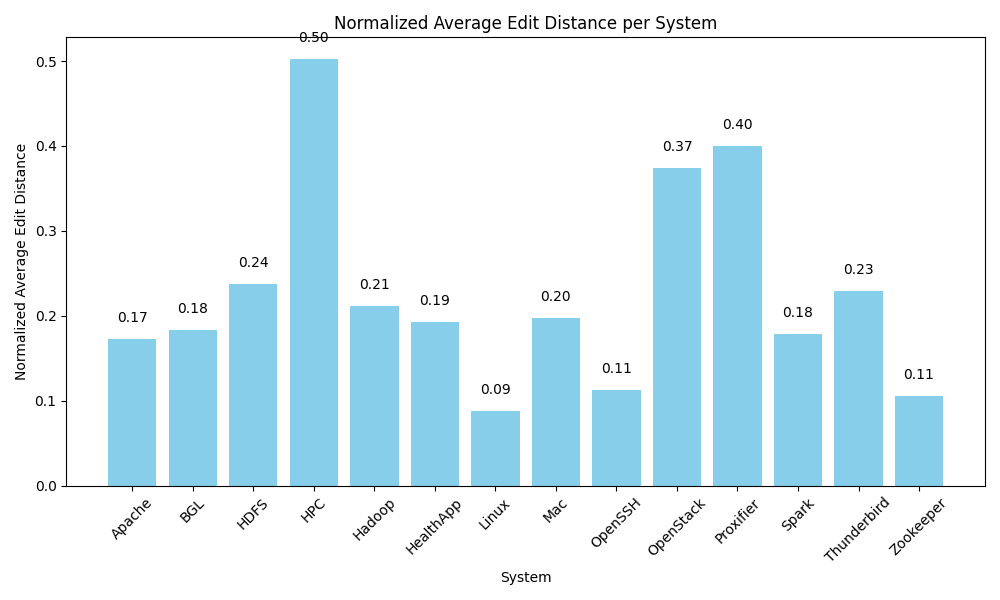 Normalized Average Edit Distance per System
Normalized Average Edit Distance
0.5
0.4
0.3
0.2
0.1
0.0
0.17
0.18
0.24
0.50
0.21
0.19
0.09
0.20
0.11
0.37
0.40
0.18
0.23
0.11
Apache
BGL
HDFS
HPC
Hadoop
HealthApp
Linux
Mac
OpenSSH
OpenStack
Proxifier
Spark
Thunderbird
Zookeeper
System